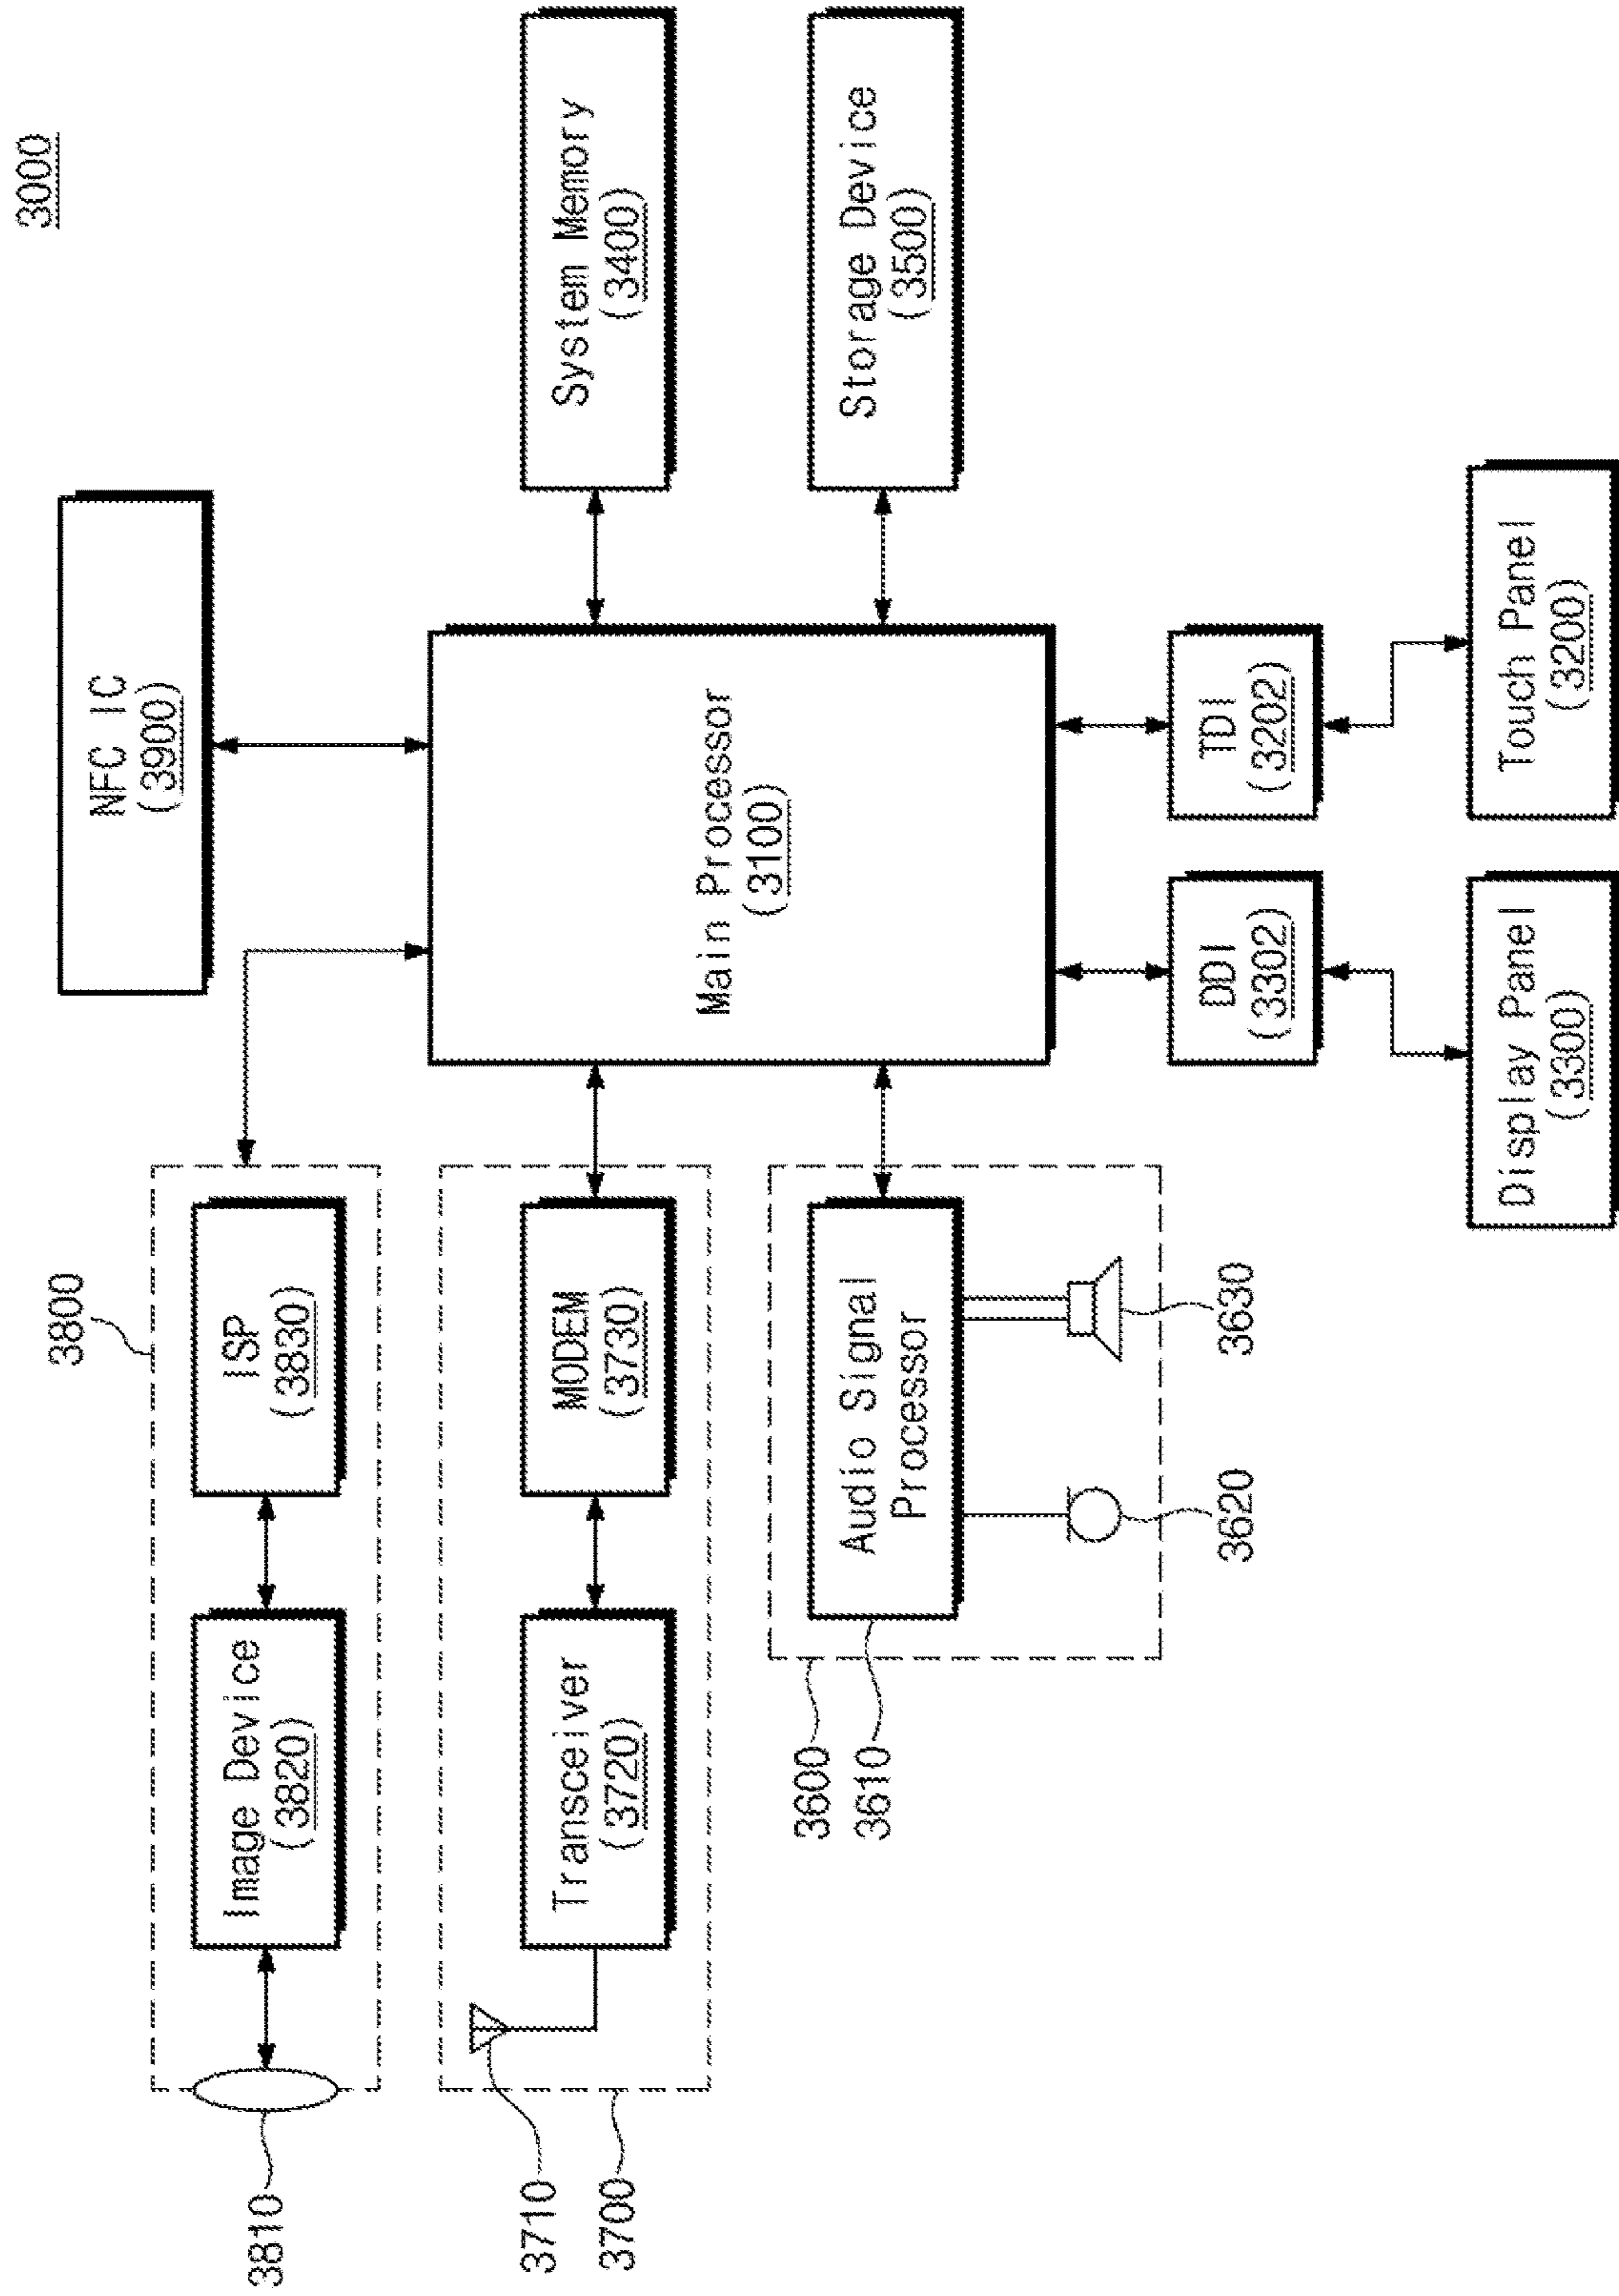 3000
NFC IC
(3900)
3800
3810
Image Device
(3820)
ISP
(3830)
3710
3700
Transceiver
(3720)
MODEM
(3730)
Main Processor
(3100)
System Memory
(3400)
Storage Device
(3500)
3600
3610
Audio Signal
Processor
3620
3630
DDI
(3302)
TDI
(3202)
Display Panel
(3300)
Touch Panel
(3200)